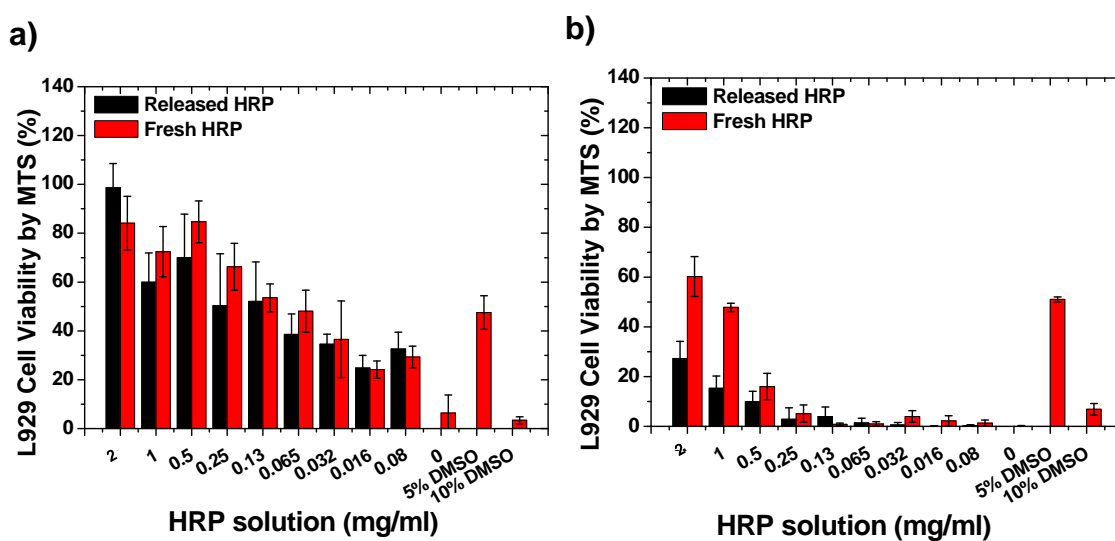 a)
L929 Cell Viability by MTS (%)
140
120
100
80
60
40
20
0
Released HRP
Fresh HRP
2
1
0.5
0.25
0.13
0.065
0.032
0.016
0.08
0
5% DMSO
10% DMSO
HRP solution (mg/ml)
b)
L929 Cell Viability by MTS (%)
140
120
100
80
60
40
20
0
Released HRP
Fresh HRP
2
1
0.5
0.25
0.13
0.065
0.032
0.016
0.08
0
5% DMSO
10% DMSO
HRP solution (mg/ml)